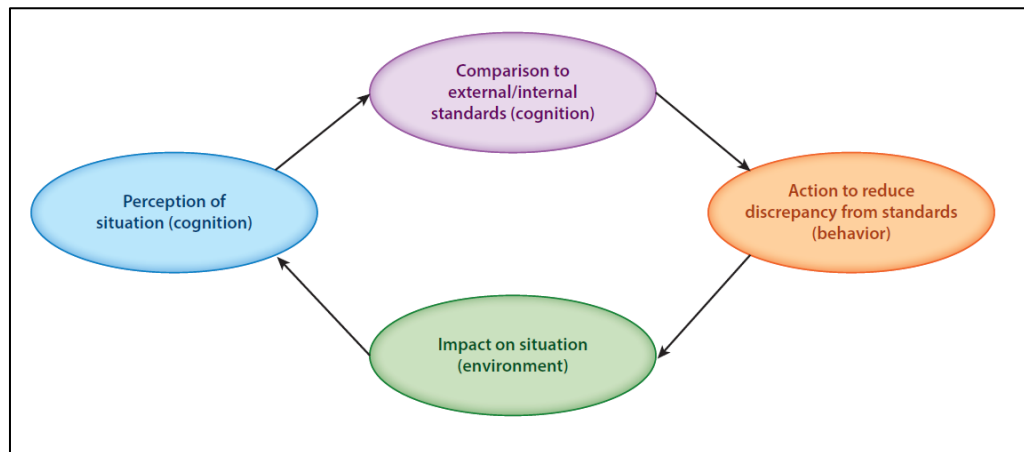 Comparison to
external/internal
standards (cognition)
Perception of
situation (cognition)
Action to reduce
discrepancy from standards
(behavior)
Impact on situation
(environment)